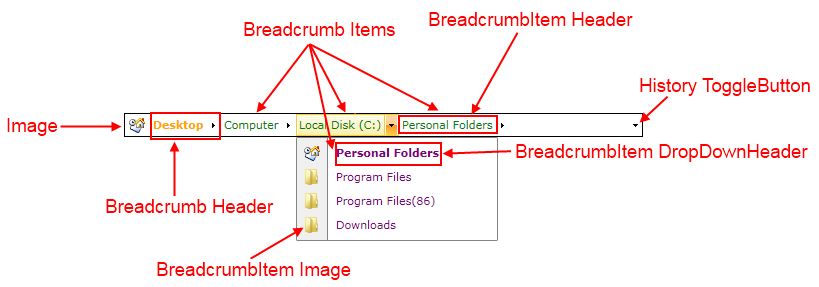 Breadcrumb Items
BreadcrumbItem Header
History ToggleButton
Image
Desktop Computer Local Disk (C:) Personal Folders
Personal Folders
BreadcrumbItem DropDownHeader
Program Files
Program Files(86)
Breadcrumb Header
Downloads
BreadcrumbItem Image